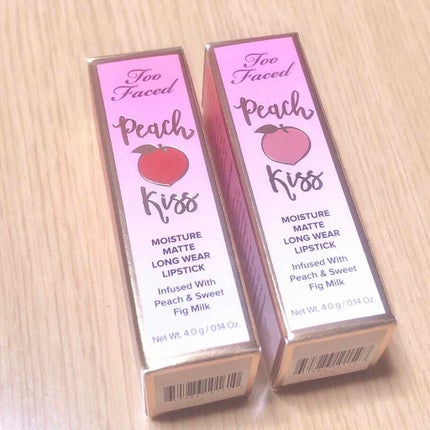 Too
Faced
Peach
Kiss
MOISTURE
MATTE
LONG WEAR
LIPSTICK
Infused With
Peach & Sweet
Fig Milk
Net Wt. 4.0 g / 0.14 Oz.
Too
Faced
Peach
Kiss
MOISTURE
MATTE
LONG WEAR
LIPSTICK
Infused With
Peach & Sweet
Fig Milk
Net Wt. 4.0 g / 0.14 Oz.